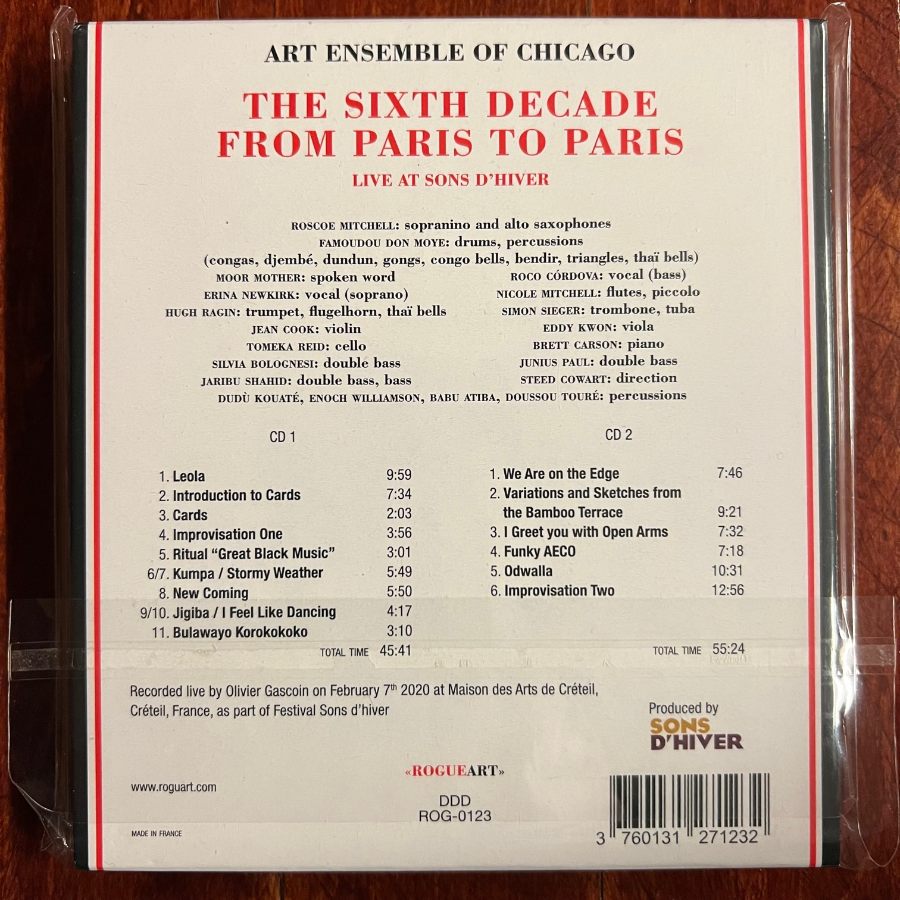 ART ENSEMBLE OF CHICAGO
THE SIXTH DECADE
FROM PARIS TO PARIS
LIVE AT SONS D'HIVER
ROSCOE MITCHELL: sopranino and alto saxophones
FAMOUDOU DON MOYE: drums, percussions
(congas, djembé, dundun, gongs, congo bells, bendir, triangles, thaï bells)
MOOR MOTHER: spoken word ROCO CÓRDOVA: vocal (bass)
ERINA NEWKIRK: vocal (soprano) NICOLE MITCHELL: flutes, piccolo
HUGH RAGIN: trumpet, flugelhorn, thaï bells SIMON SIEGER: trombone, tuba
JEAN COOK: violin EDDY KWON: viola
TOMEKA REID: cello BRETT CARSON: piano
SILVIA BOLOGNESI: double bass JUNIUS PAUL: double bass
JARIBU SHAHID: double bass, bass STEED COWART: direction
DUDÙ KOUATÉ, ENOCH WILLIAMSON, BABU ATIBA, DOUSSOU TOURÉ: percussions
CD 1
1. Leola 9:59
2. Introduction to Cards 7:34
3. Cards 2:03
4. Improvisation One 3:56
5. Ritual "Great Black Music" 3:01
6/7. Kumpa / Stormy Weather 5:49
8. New Coming 5:50
9/10. Jigiba / I Feel Like Dancing 4:17
11. Bulawayo Korokokoko 3:10
TOTAL TIME 45:41
CD 2
1. We Are on the Edge 7:46
2. Variations and Sketches from
the Bamboo Terrace 9:21
3. I Greet you with Open Arms 7:32
4. Funky AECO 7:18
5. Odwalla 10:31
6. Improvisation Two 12:56
TOTAL TIME 55:24
Recorded live by Olivier Gascoin on February 7th 2020 at Maison des Arts de Créteil,
Créteil, France, as part of Festival Sons d'hiver
Produced by
SONS
D'HIVER
«ROGUEART»
www.roguart.com
DDD
ROG-0123
MADE IN FRANCE
3 760131 271232